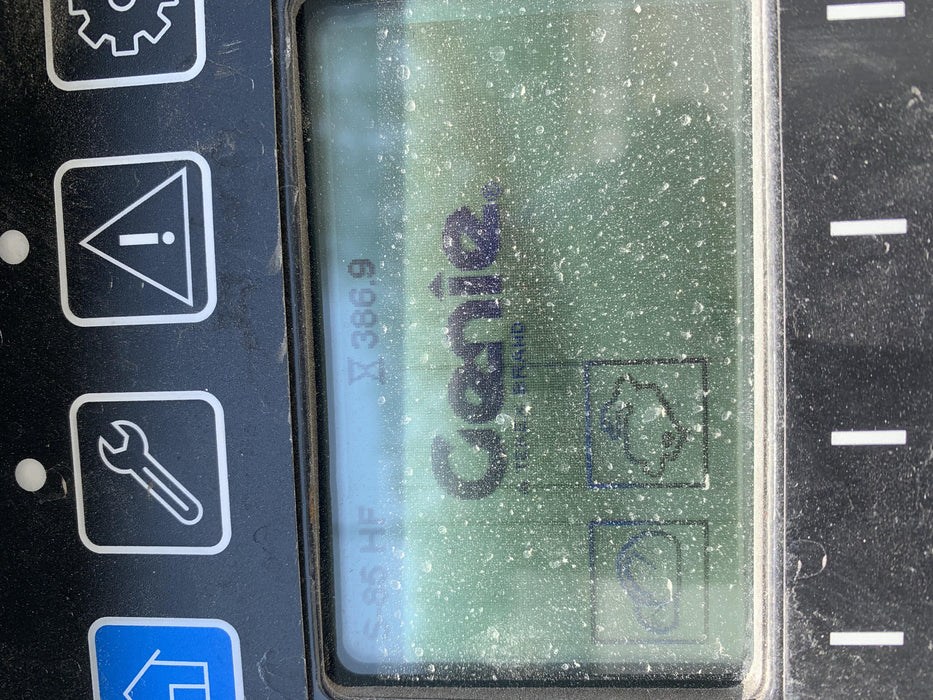 S-85 HF 386.9
Genie®
A TEREX BRAND